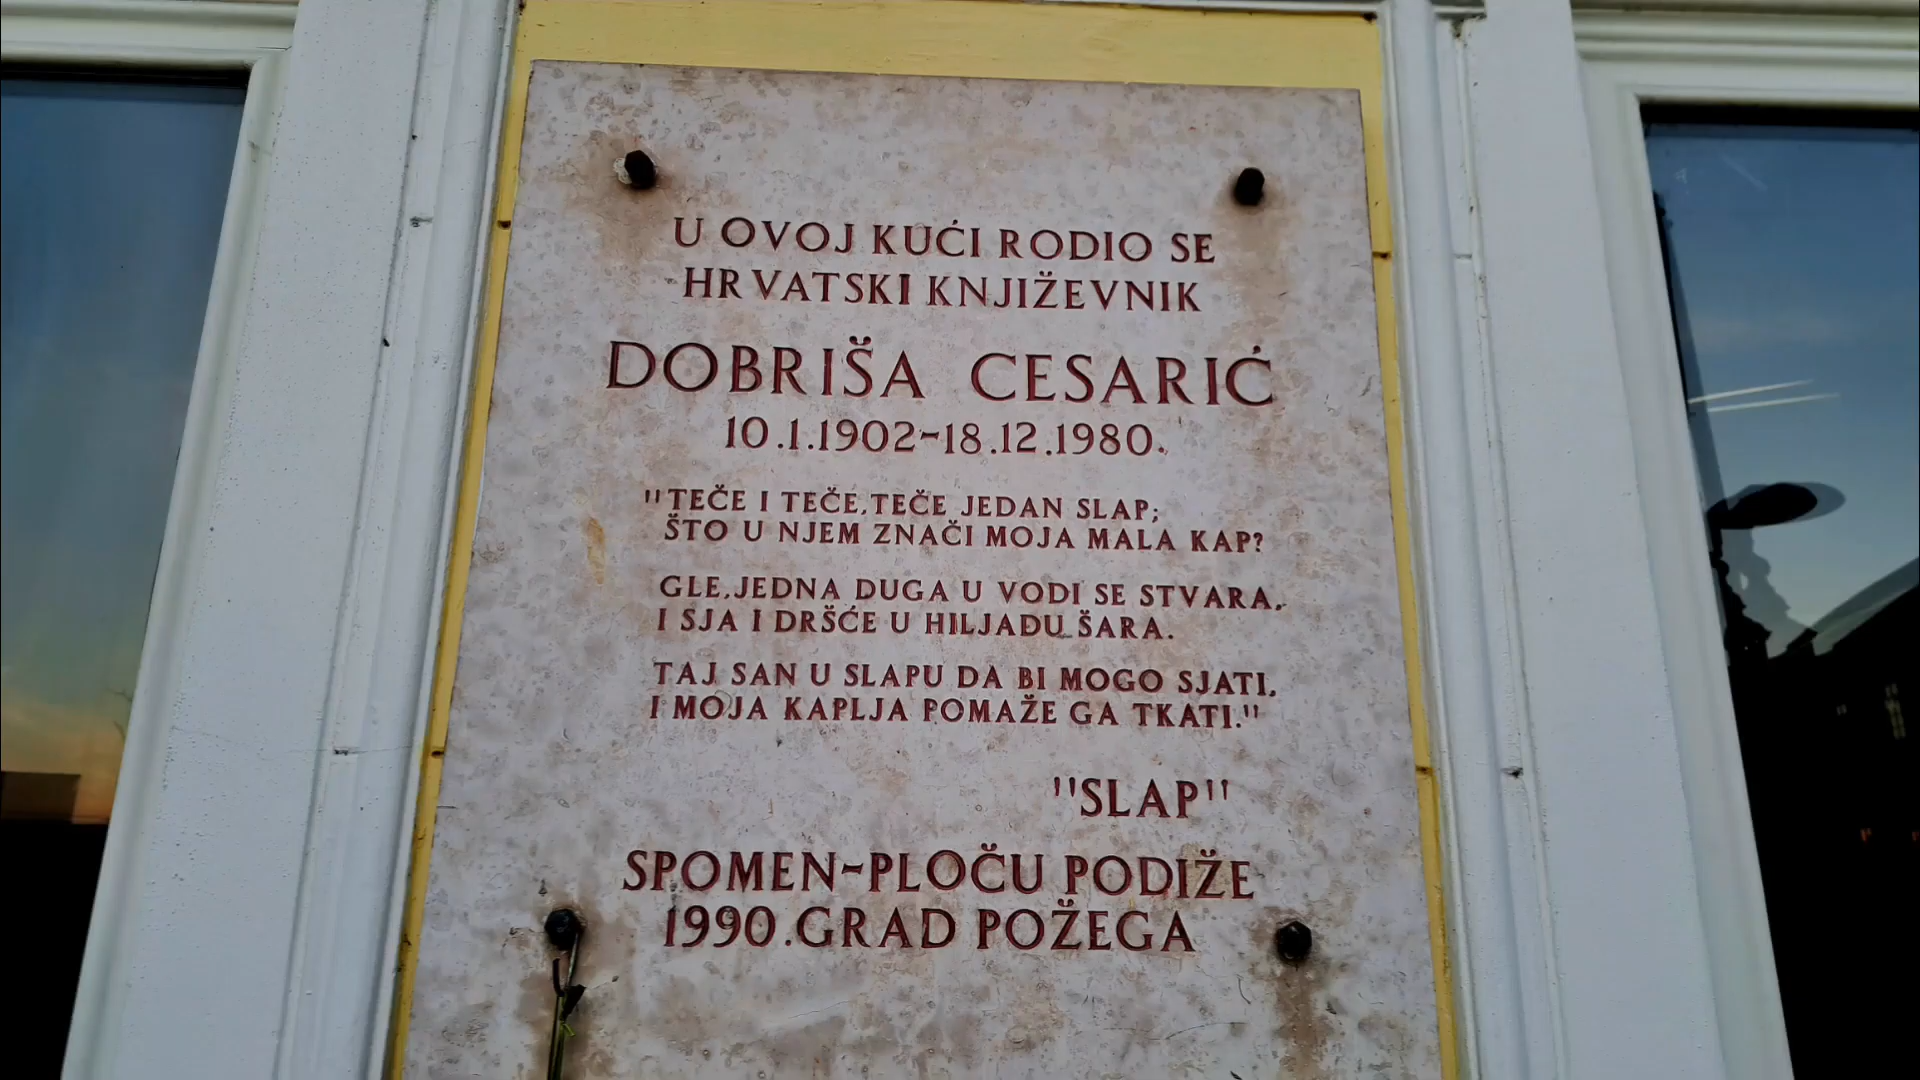 U OVOJ KUĆI RODIO SE
HRVATSKI KNJIŽEVNIK
DOBRIŠA CESARIĆ
10.1.1902-18.12.1980.
"TEČE I TEČE, TEČE JEDAN SLAP;
ŠTO U NJEM ZNAČI MOJA MALA KAP?
GLE, JEDNA DUGA U VODI SE STVARA,
I SJA I DRŠĆE U HILJADU ŠARA.
TAJ SAN U SLAPU DA BI MOGO SJATI,
I MOJA KAPLJA POMAŽE GA TKATI."
"SLAP"
SPOMEN-PLOČU PODIŽE
1990. GRAD POŽEGA